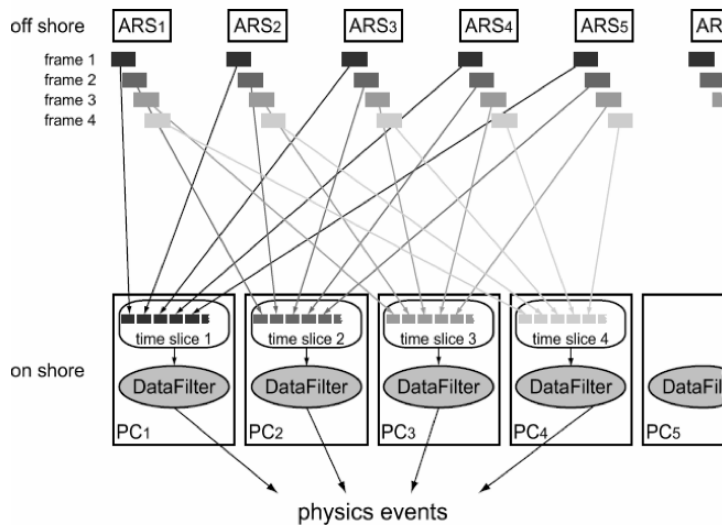 off shore ARS1 ARS2 ARS3 ARS4 ARS5
frame 1
frame 2
frame 3
frame 4
time slice 1 time slice 2 time slice 3 time slice 4
on shore DataFilter DataFilter DataFilter DataFilter
PC1 PC2 PC3 PC4 PC5
physics events